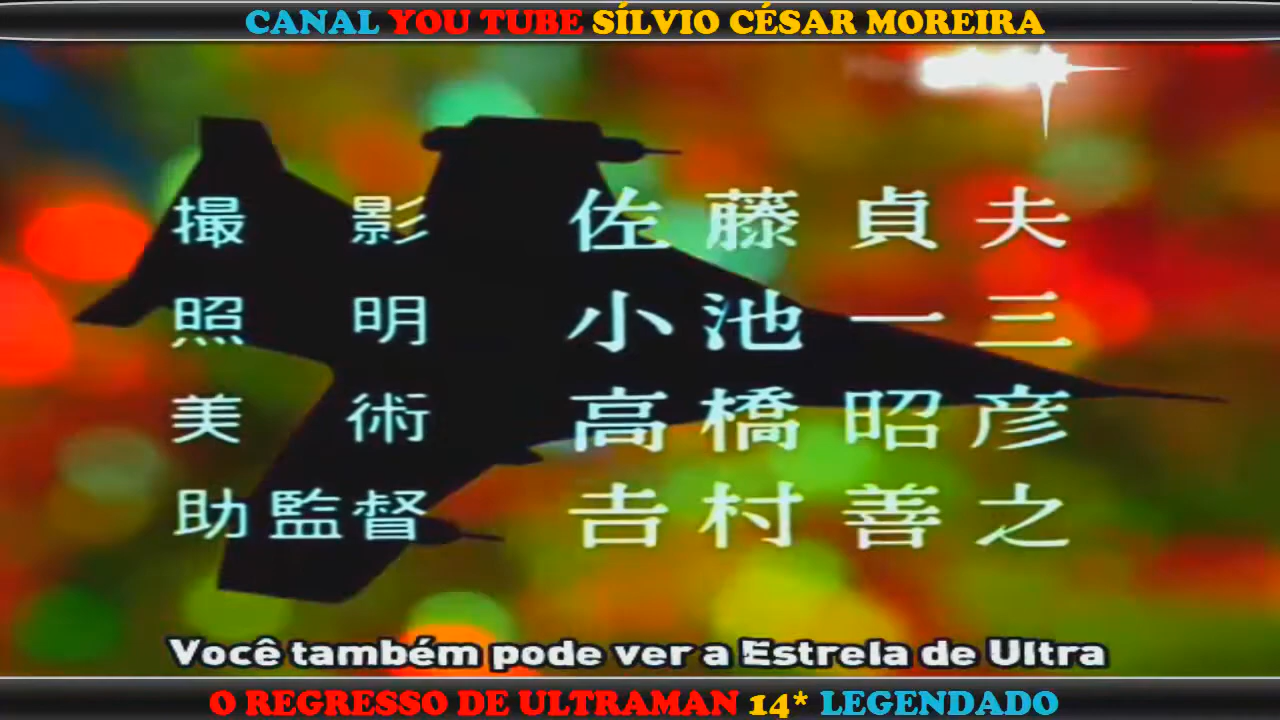 CANAL YOU TUBE SÍLVIO CÉSAR MOREIRA
撮影 佐藤貞夫
照明 小池一三
美術 高橋昭彦
助監督 𠮷村善之
Você também pode ver a Estrela de Ultra
O REGRESSO DE ULTRAMAN 14* LEGENDADO